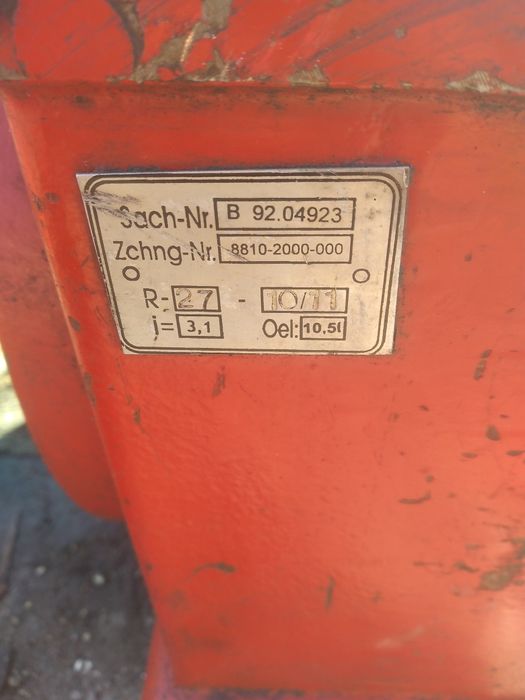 Sach-Nr. B 92.04923
Zchng-Nr. 8810-2000-000
R- 27 - 10/11
i= 3,1 Oel: 10,5l